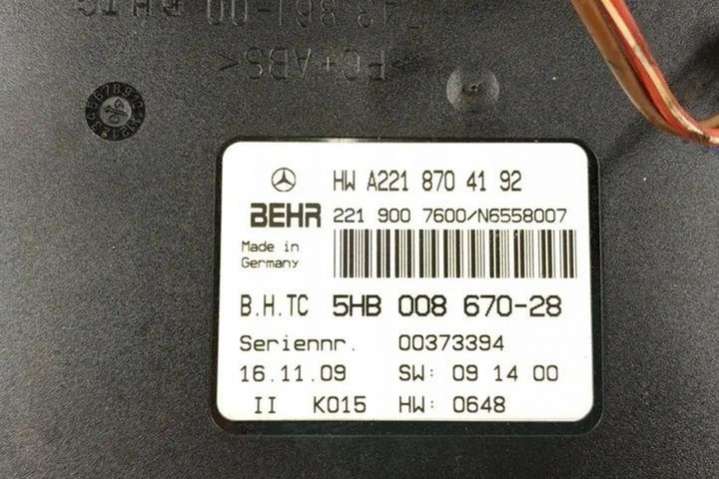 B.H.TC
>PC+ABS<
HW A221 870 41 92
BEHR 221 900 7600/N6558007
Made in
Germany
B.H.TC 5HB 008 670-28
Seriennr. 00373394
16.11.09 SW: 09 14 00
II K015 HW: 0648